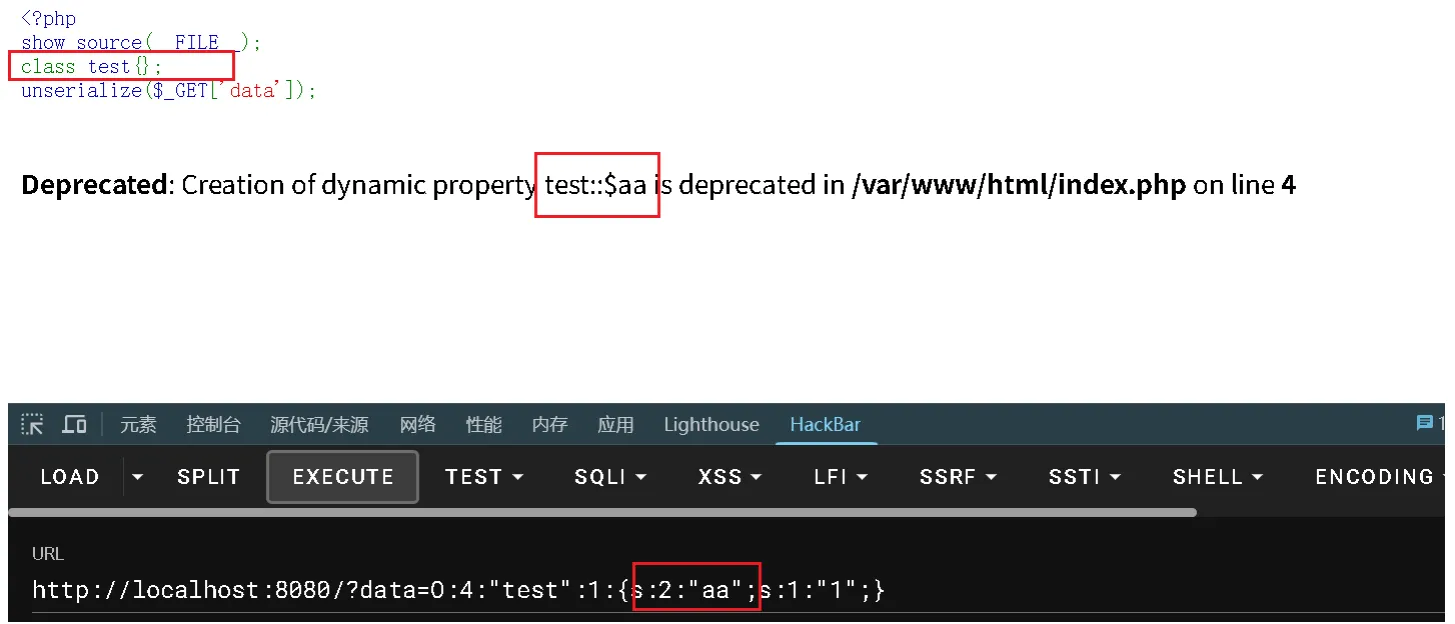 <?php
show_source(__FILE__);
class test{};
unserialize($_GET['data']);
Deprecated: Creation of dynamic property test::$aa is deprecated in /var/www/html/index.php on line 4
元素 控制台 源代码/来源 网络 性能 内存 应用 Lighthouse HackBar 1
LOAD SPLIT EXECUTE TEST SQLI XSS LFI SSRF SSTI SHELL ENCODING
URL
http://localhost:8080/?data=O:4:"test":1:{s:2:"aa";s:1:"1";}